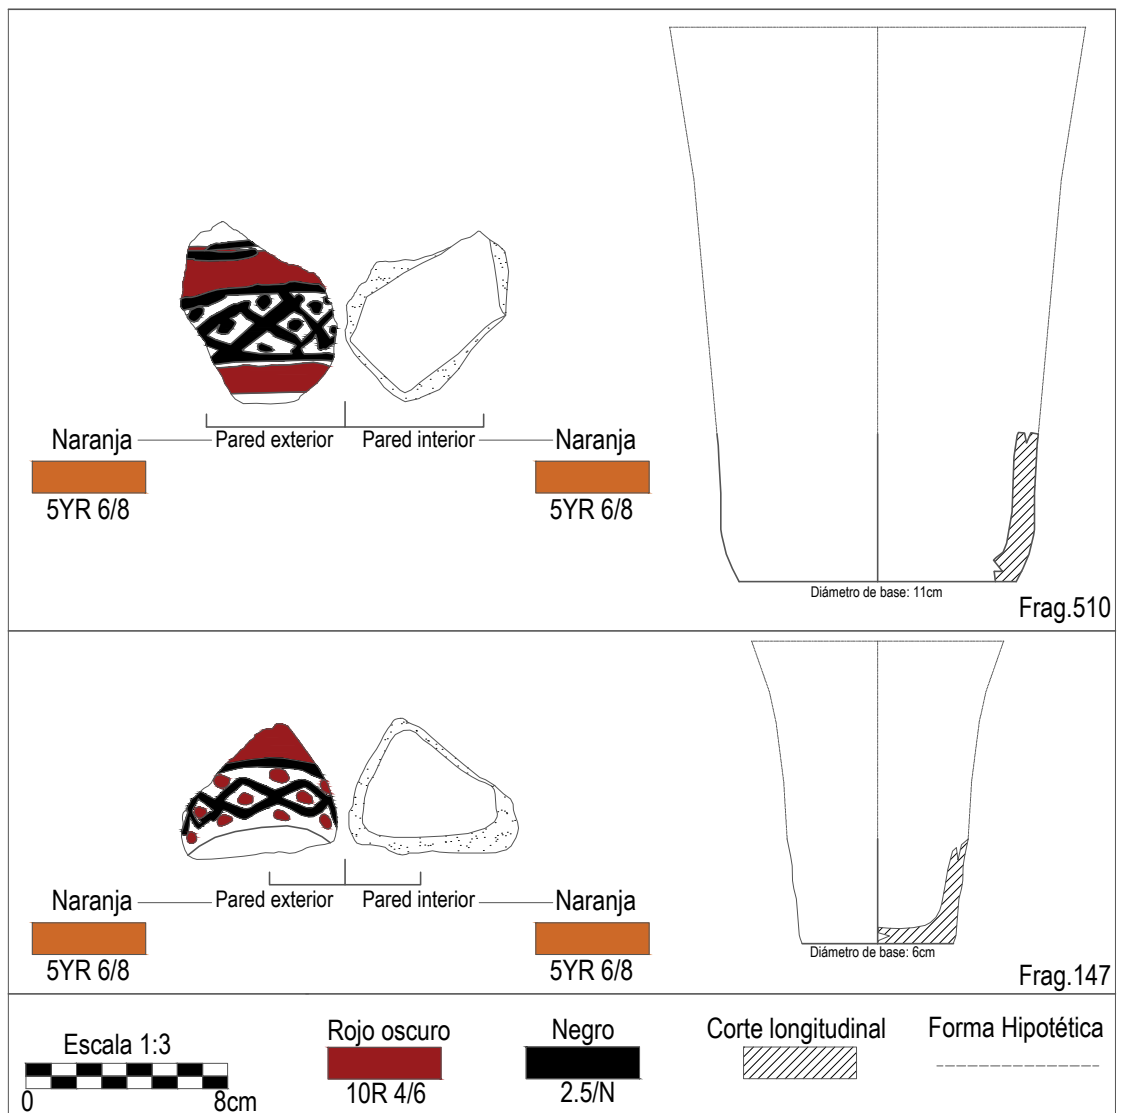 Naranja
Pared exterior
Pared interior
Naranja
5YR 6/8
5YR 6/8
Diámetro de base: 11cm
Frag.510
Naranja
Pared exterior
Pared interior
Naranja
5YR 6/8
5YR 6/8
Diámetro de base: 6cm
Frag.147
Escala 1:3
0
8cm
Rojo oscuro
10R 4/6
Negro
2.5/N
Corte longitudinal
Forma Hipotética